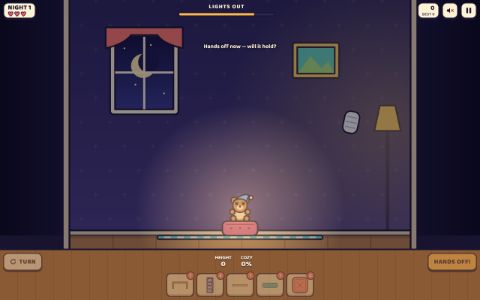 NIGHT 1
LIGHTS OUT
0
BEST 0
Hands off now — will it hold?
TURN
HEIGHT
0
COZY
0%
HANDS OFF!